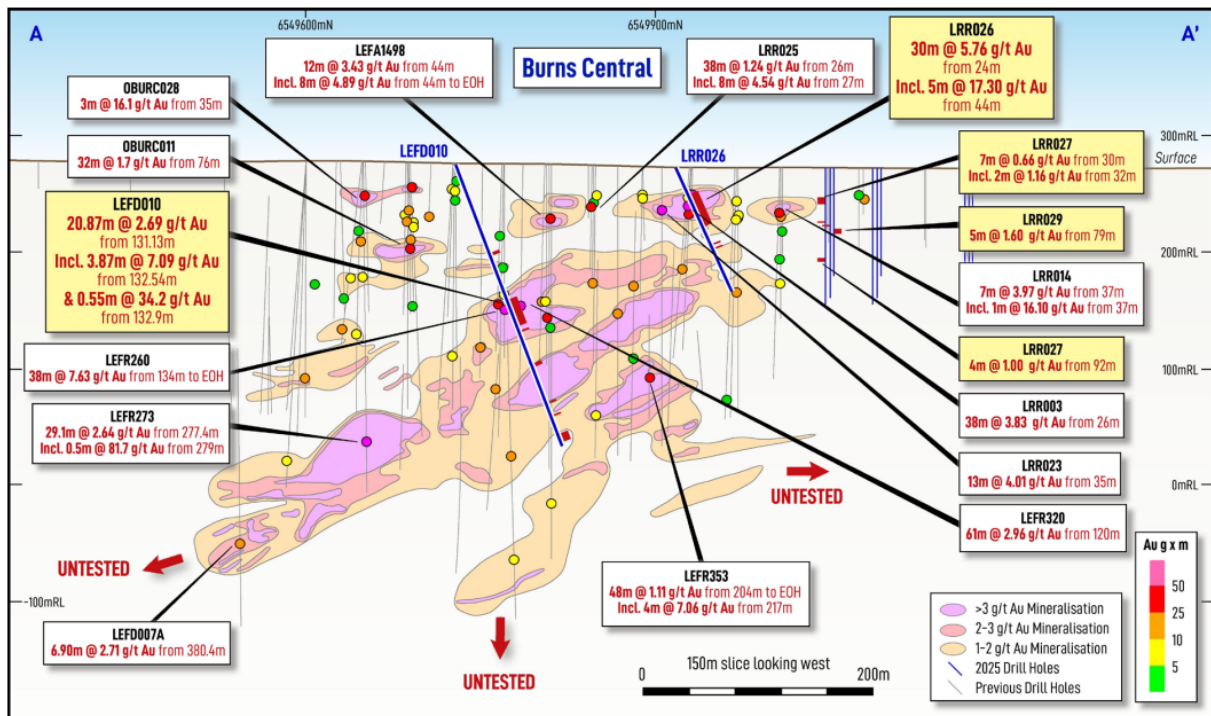 6549600mN
6549900mN
A
A'
Burns Central
LEFA1498
12m @ 3.43 g/t Au from 44m
Incl. 8m @ 4.89 g/t Au from 44m to EOH
LRR025
38m @ 1.24 g/t Au from 26m
Incl. 8m @ 4.54 g/t Au from 27m
LRR026
30m @ 5.76 g/t Au
from 24m
Incl. 5m @ 17.30 g/t Au
from 44m
OBURC028
3m @ 16.1 g/t Au from 35m
OBURC011
32m @ 1.7 g/t Au from 76m
LEFD010
LRR026
300mRL
Surface
200mRL
100mRL
0mRL
-100mRL
LEFD010
20.87m @ 2.69 g/t Au
from 131.13m
Incl. 3.87m @ 7.09 g/t Au
from 132.54m
& 0.55m @ 34.2 g/t Au
from 132.9m
LRR027
7m @ 0.66 g/t Au from 30m
Incl. 2m @ 1.16 g/t Au from 32m
LRR029
5m @ 1.60 g/t Au from 79m
LRR014
7m @ 3.97 g/t Au from 37m
Incl. 1m @ 16.10 g/t Au from 37m
LRR027
4m @ 1.00 g/t Au from 92m
LRR003
38m @ 3.83 g/t Au from 26m
LRR023
13m @ 4.01 g/t Au from 35m
LEFR320
61m @ 2.96 g/t Au from 120m
LEFR260
38m @ 7.63 g/t Au from 134m to EOH
LEFR273
29.1m @ 2.64 g/t Au from 277.4m
Incl. 0.5m @ 81.7 g/t Au from 279m
UNTESTED
UNTESTED
UNTESTED
LEFR353
48m @ 1.11 g/t Au from 204m to EOH
Incl. 4m @ 7.06 g/t Au from 217m
LEFD007A
6.90m @ 2.71 g/t Au from 380.4m
0
150m slice looking west
200m
>3 g/t Au Mineralisation
2-3 g/t Au Mineralisation
1-2 g/t Au Mineralisation
2025 Drill Holes
Previous Drill Holes
Au g x m
50
25
10
5